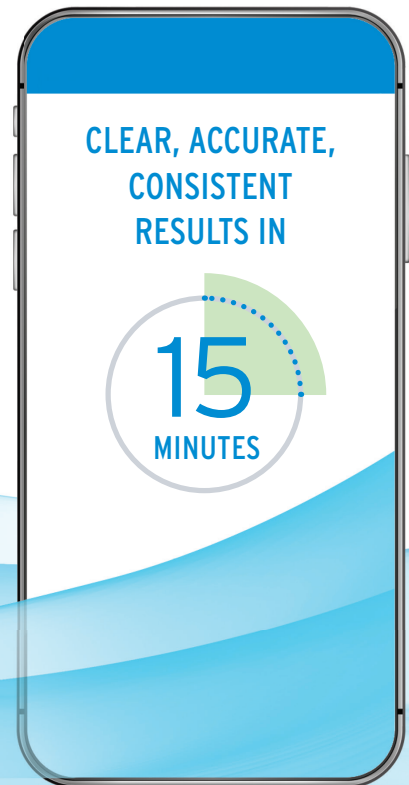 CLEAR, ACCURATE,
CONSISTENT
RESULTS IN
15
MINUTES